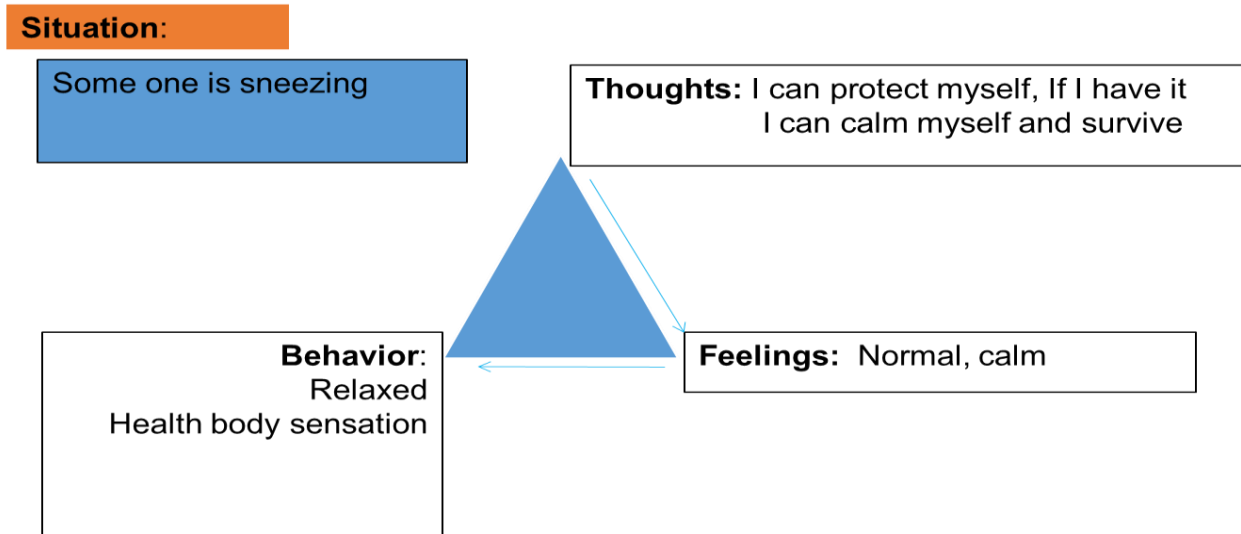 Situation:
Some one is sneezing
Thoughts: I can protect myself, If I have it
I can calm myself and survive
Behavior:
Relaxed
Health body sensation
Feelings: Normal, calm